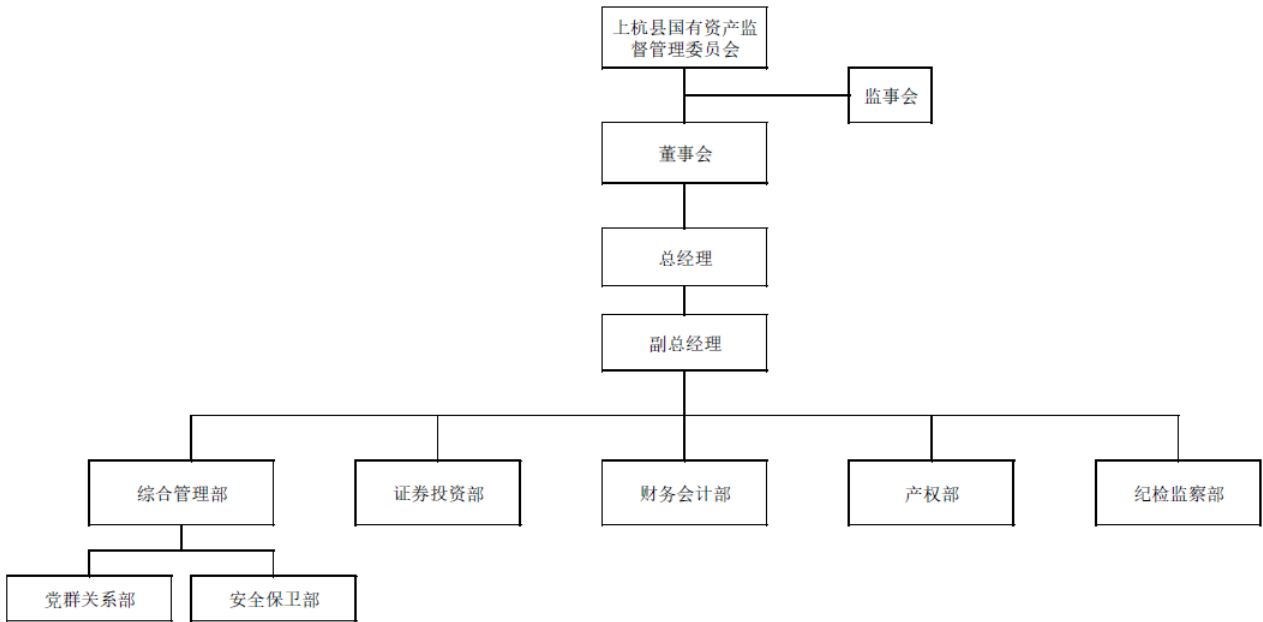 上杭县国有资产监
督管理委员会
监事会
董事会
总经理
副总经理
综合管理部
证券投资部
财务会计部
产权部
纪检监察部
党群关系部
安全保卫部